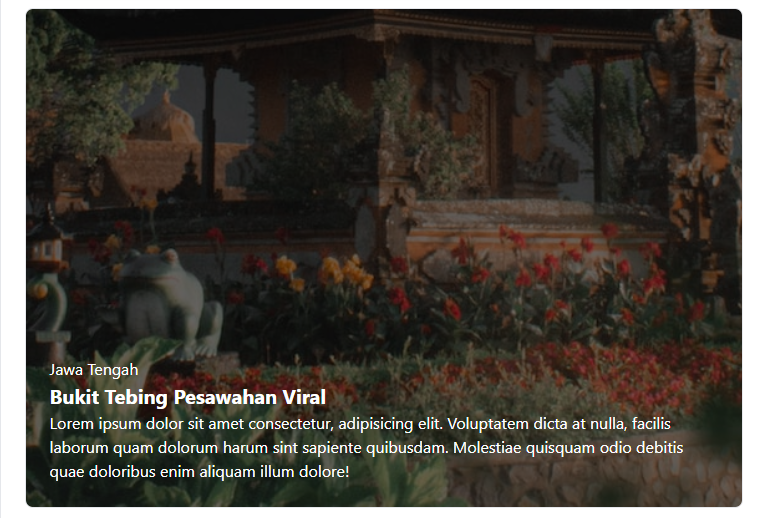 Jawa Tengah
Bukit Tebing Pesawahan Viral
Lorem ipsum dolor sit amet consectetur, adipisicing elit. Voluptatem dicta at nulla, facilis
laborum quam dolorum harum sint sapiente quibusdam. Molestiae quisquam odio debitis
quae doloribus enim aliquam illum dolore!